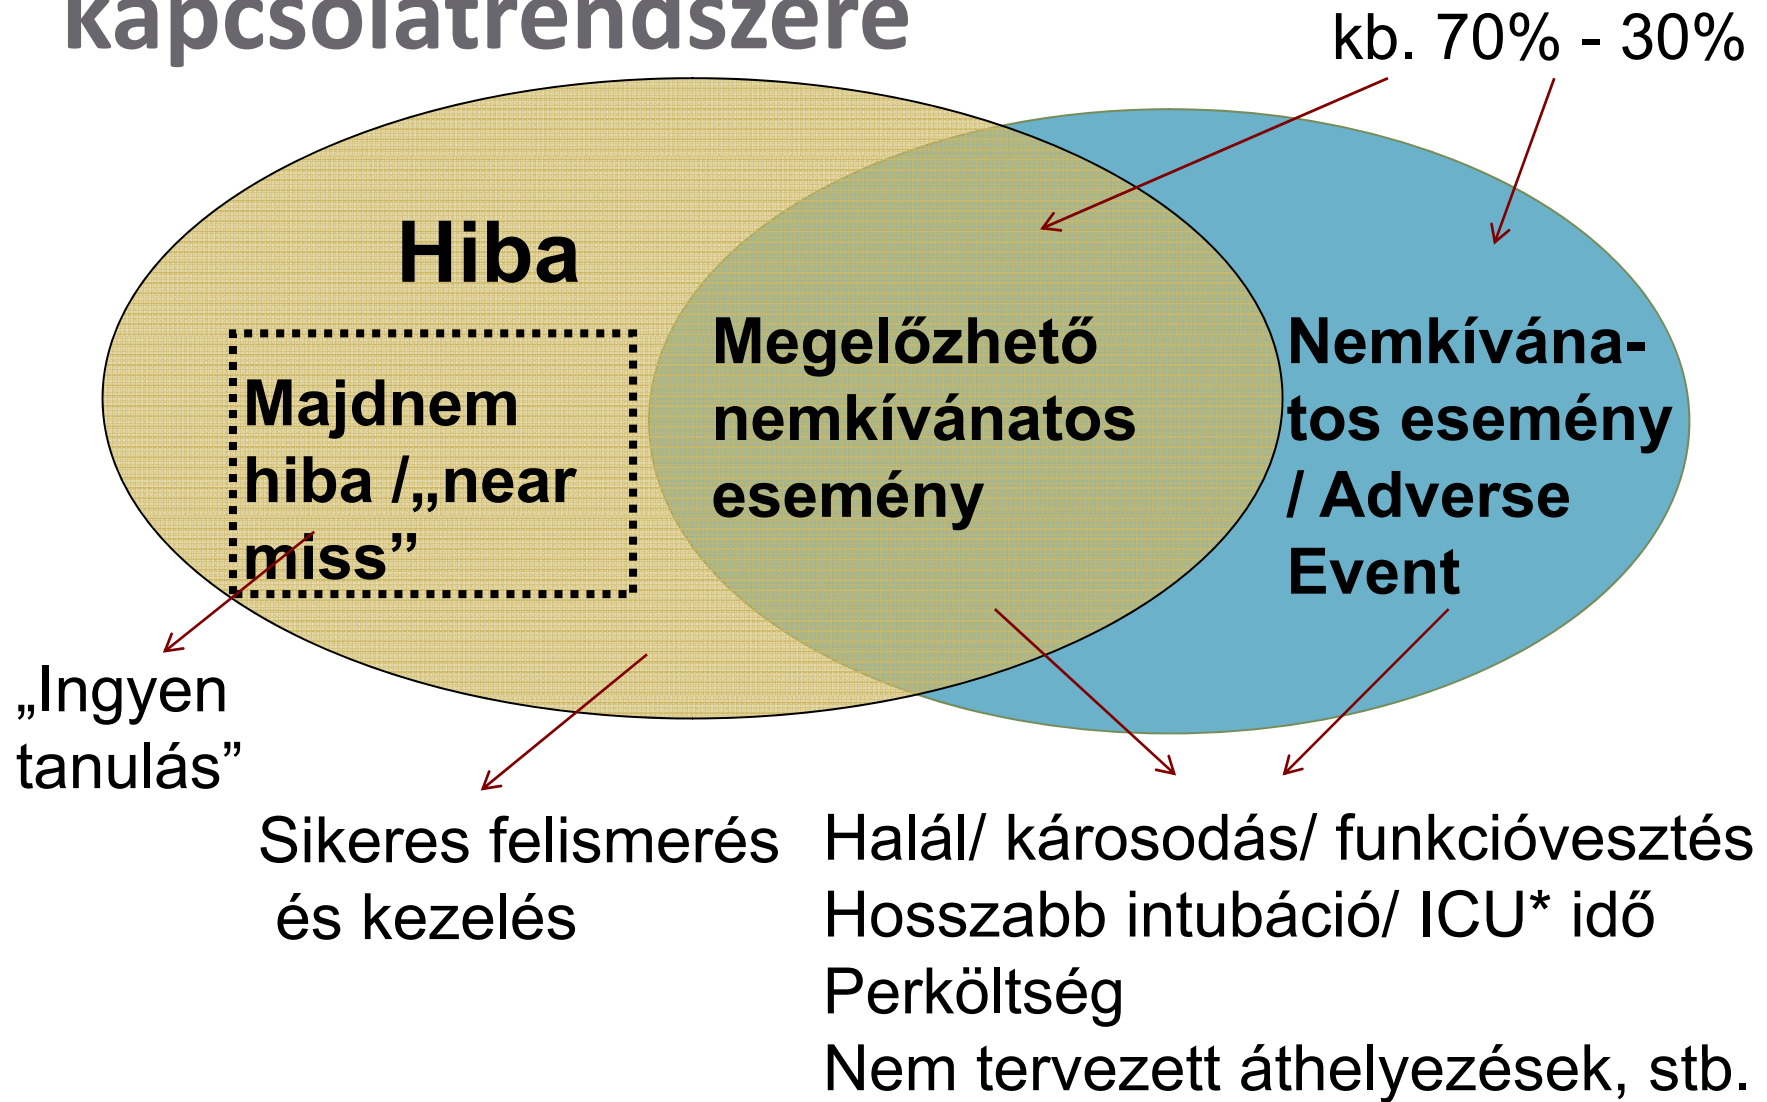 kapcsolatrendszere
kb. 70% - 30%
Hiba
Majdnem
hiba /„near
miss”
Megelőzhető
nemkívánatos
esemény
Nemkívána-
tos esemény
/ Adverse
Event
„Ingyen
tanulás”
Sikeres felismerés
és kezelés
Halál/ károsodás/ funkcióvesztés
Hosszabb intubáció/ ICU* idő
Perköltség
Nem tervezett áthelyezések, stb.